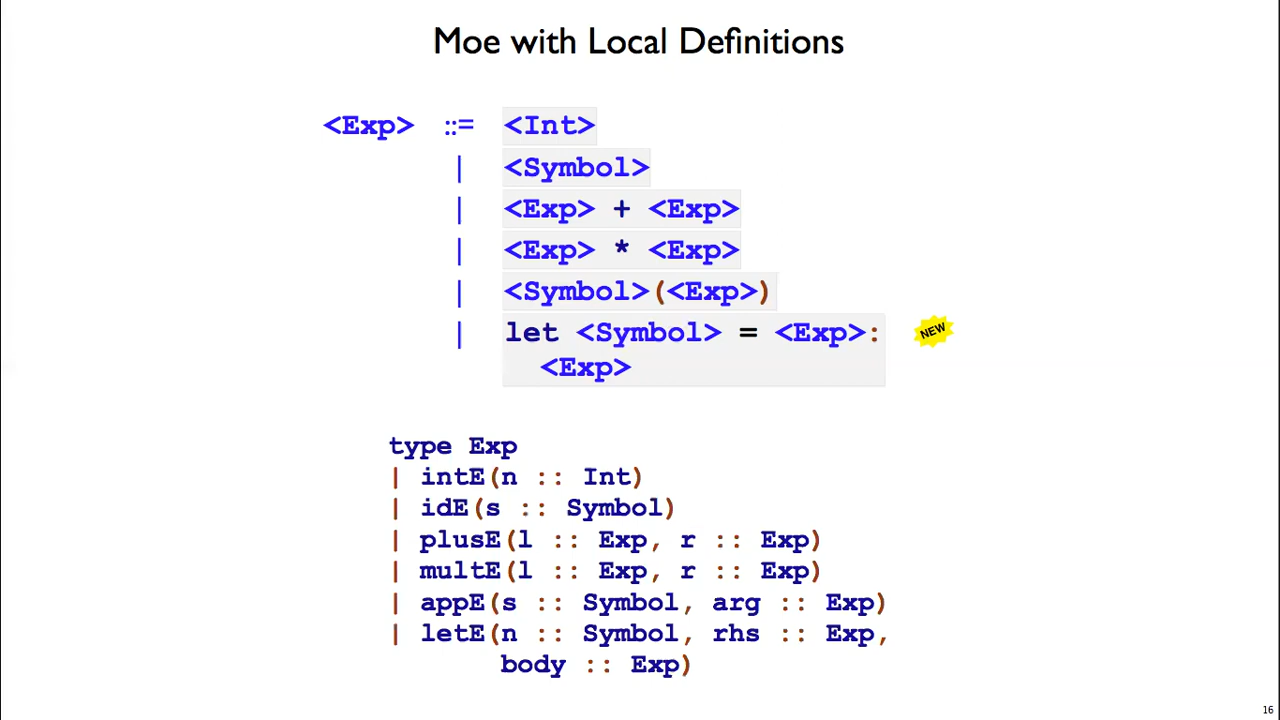 Moe with Local Definitions
<Exp> ::= <Int>
| <Symbol>
| <Exp> + <Exp>
| <Exp> * <Exp>
| <Symbol>(<Exp>)
| let <Symbol> = <Exp>: NEW
<Exp>
type Exp
| intE(n :: Int)
| idE(s :: Symbol)
| plusE(l :: Exp, r :: Exp)
| multE(l :: Exp, r :: Exp)
| appE(s :: Symbol, arg :: Exp)
| letE(n :: Symbol, rhs :: Exp,
body :: Exp)
16